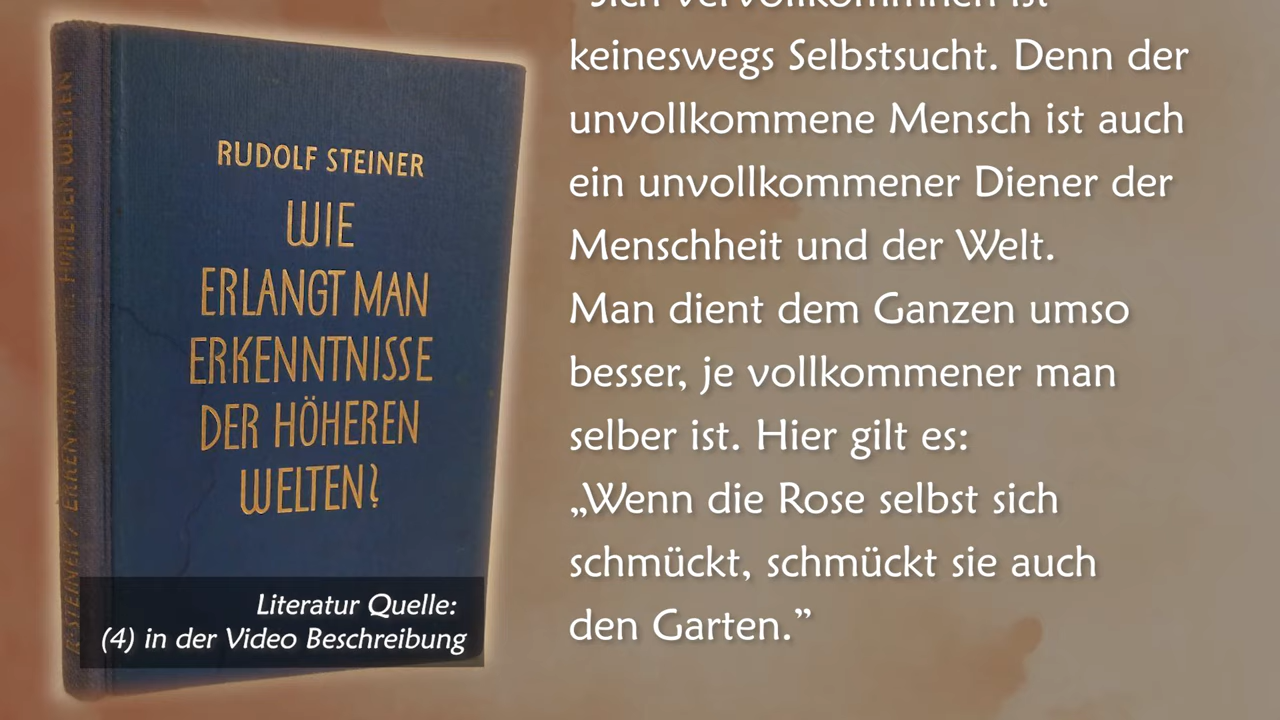 RUDOLF STEINER
WIE
ERLANGT MAN
ERKENNTNISSE
DER HÖHEREN
WELTEN?
Literatur Quelle:
(4) in der Video Beschreibung
Sich vervollkommnen ist
keineswegs Selbstsucht. Denn der
unvollkommene Mensch ist auch
ein unvollkommener Diener der
Menschheit und der Welt.
Man dient dem Ganzen umso
besser, je vollkommener man
selber ist. Hier gilt es:
„Wenn die Rose selbst sich
schmückt, schmückt sie auch
den Garten.”